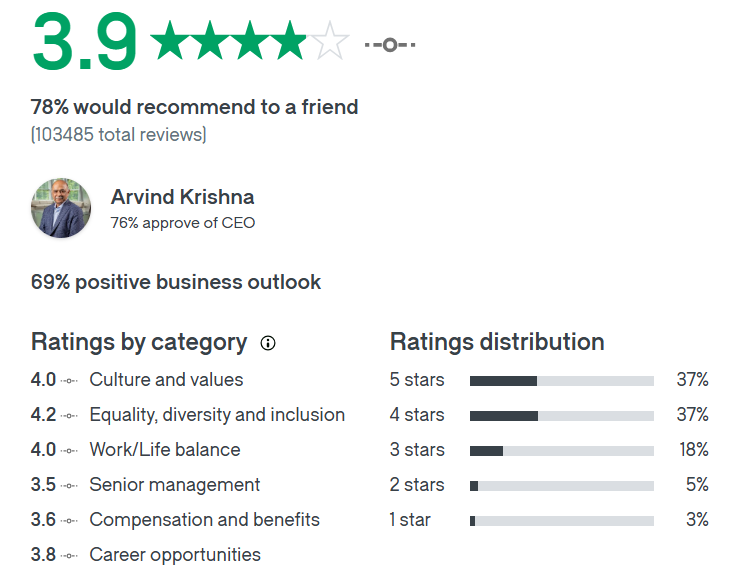 3.9
78% would recommend to a friend
(103485 total reviews)
Arvind Krishna
76% approve of CEO
69% positive business outlook
Ratings by category
4.0 Culture and values
4.2 Equality, diversity and inclusion
4.0 Work/Life balance
3.5 Senior management
3.6 Compensation and benefits
3.8 Career opportunities
Ratings distribution
5 stars 37%
4 stars 37%
3 stars 18%
2 stars 5%
1 star 3%